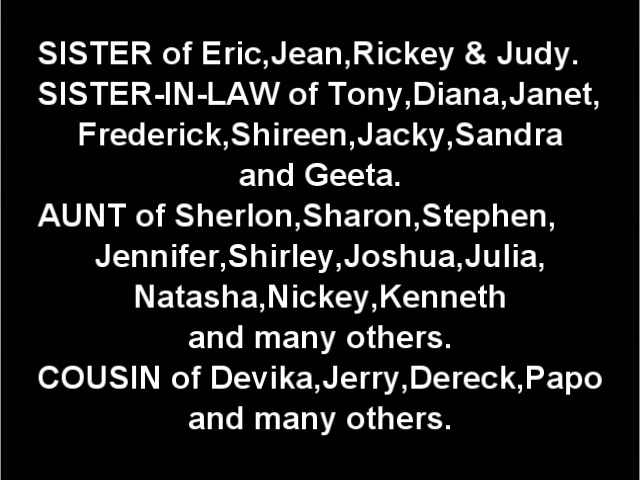 SISTER of Eric,Jean,Rickey & Judy.
SISTER-IN-LAW of Tony,Diana,Janet,
Frederick,Shireen,Jacky,Sandra
and Geeta.
AUNT of Sherlon,Sharon,Stephen,
Jennifer,Shirley,Joshua,Julia,
Natasha,Nickey,Kenneth
and many others.
COUSIN of Devika,Jerry,Dereck,Papo
and many others.